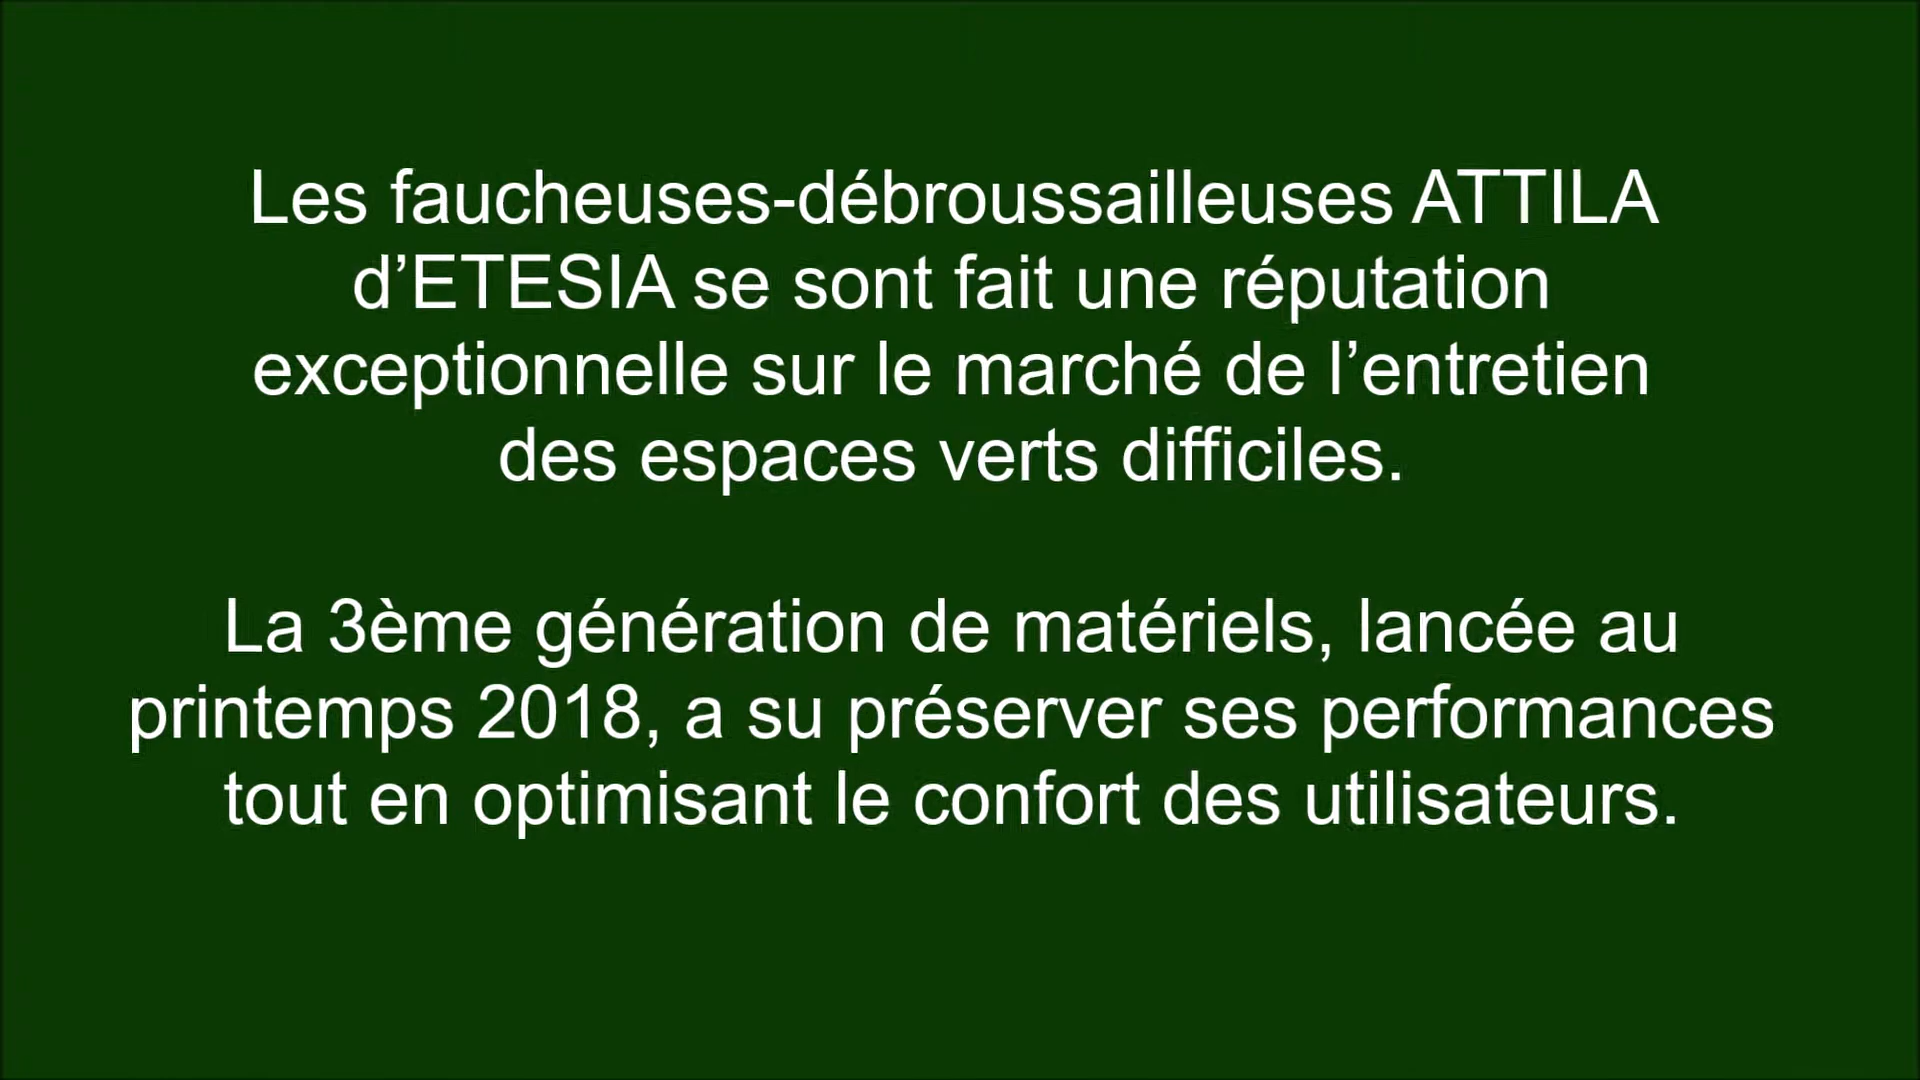 Les faucheuses-débroussailleuses ATTILA
d’ETESIA se sont fait une réputation
exceptionnelle sur le marché de l’entretien
des espaces verts difficiles.
La 3ème génération de matériels, lancée au
printemps 2018, a su préserver ses performances
tout en optimisant le confort des utilisateurs.